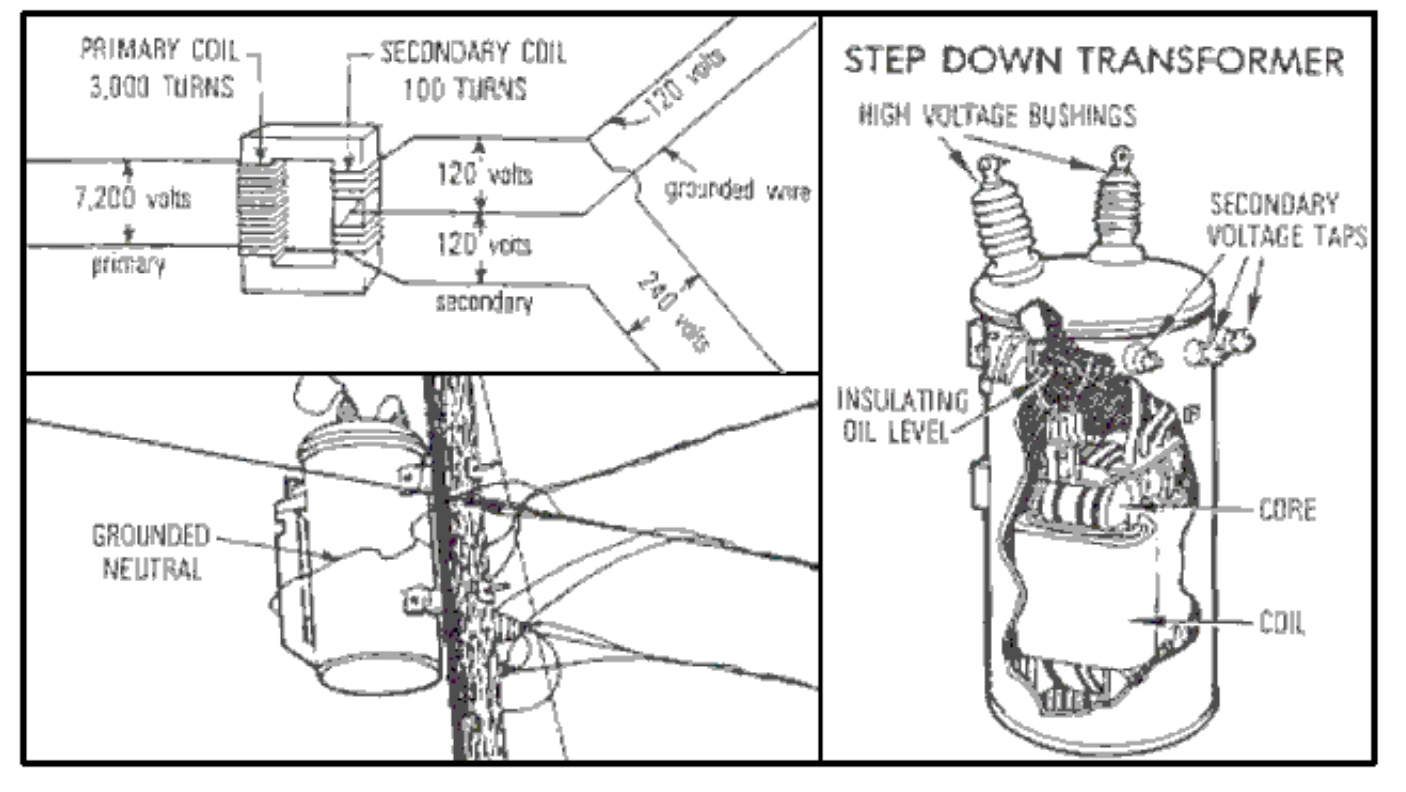 PRIMARY COIL
3,000 TURNS
SECONDARY COIL
100 TURNS
7,200 volts
primary
120 volts
120 volts
secondary
120 volts
grounded wire
240 volts
GROUNDED
NEUTRAL
STEP DOWN TRANSFORMER
HIGH VOLTAGE BUSHINGS
SECONDARY
VOLTAGE TAPS
INSULATING
OIL LEVEL
CORE
COIL